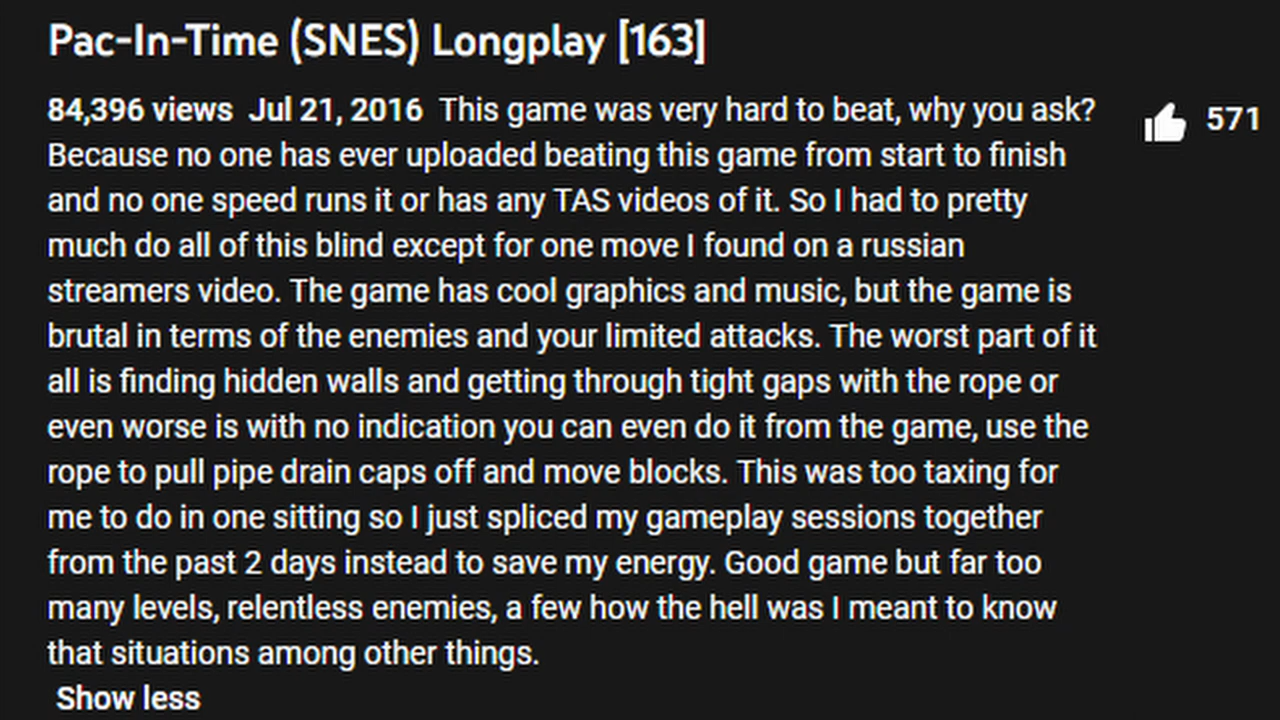 Pac-In-Time (SNES) Longplay [163]
84,396 views Jul 21, 2016 This game was very hard to beat, why you ask?
571
Because no one has ever uploaded beating this game from start to finish
and no one speed runs it or has any TAS videos of it. So I had to pretty
much do all of this blind except for one move I found on a russian
streamers video. The game has cool graphics and music, but the game is
brutal in terms of the enemies and your limited attacks. The worst part of it
all is finding hidden walls and getting through tight gaps with the rope or
even worse is with no indication you can even do it from the game, use the
rope to pull pipe drain caps off and move blocks. This was too taxing for
me to do in one sitting so I just spliced my gameplay sessions together
from the past 2 days instead to save my energy. Good game but far too
many levels, relentless enemies, a few how the hell was I meant to know
that situations among other things.
Show less